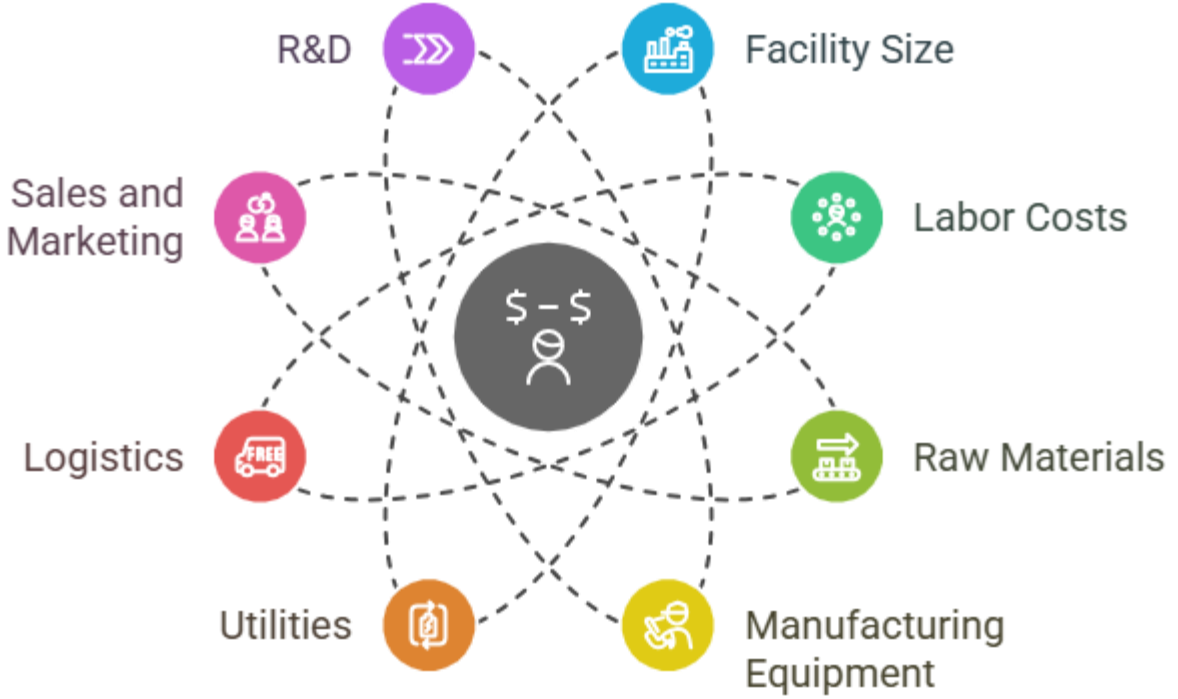 R&D
Facility Size
Sales and
Marketing
Labor Costs
$-$
Logistics
FREE
Raw Materials
Utilities
Manufacturing
Equipment